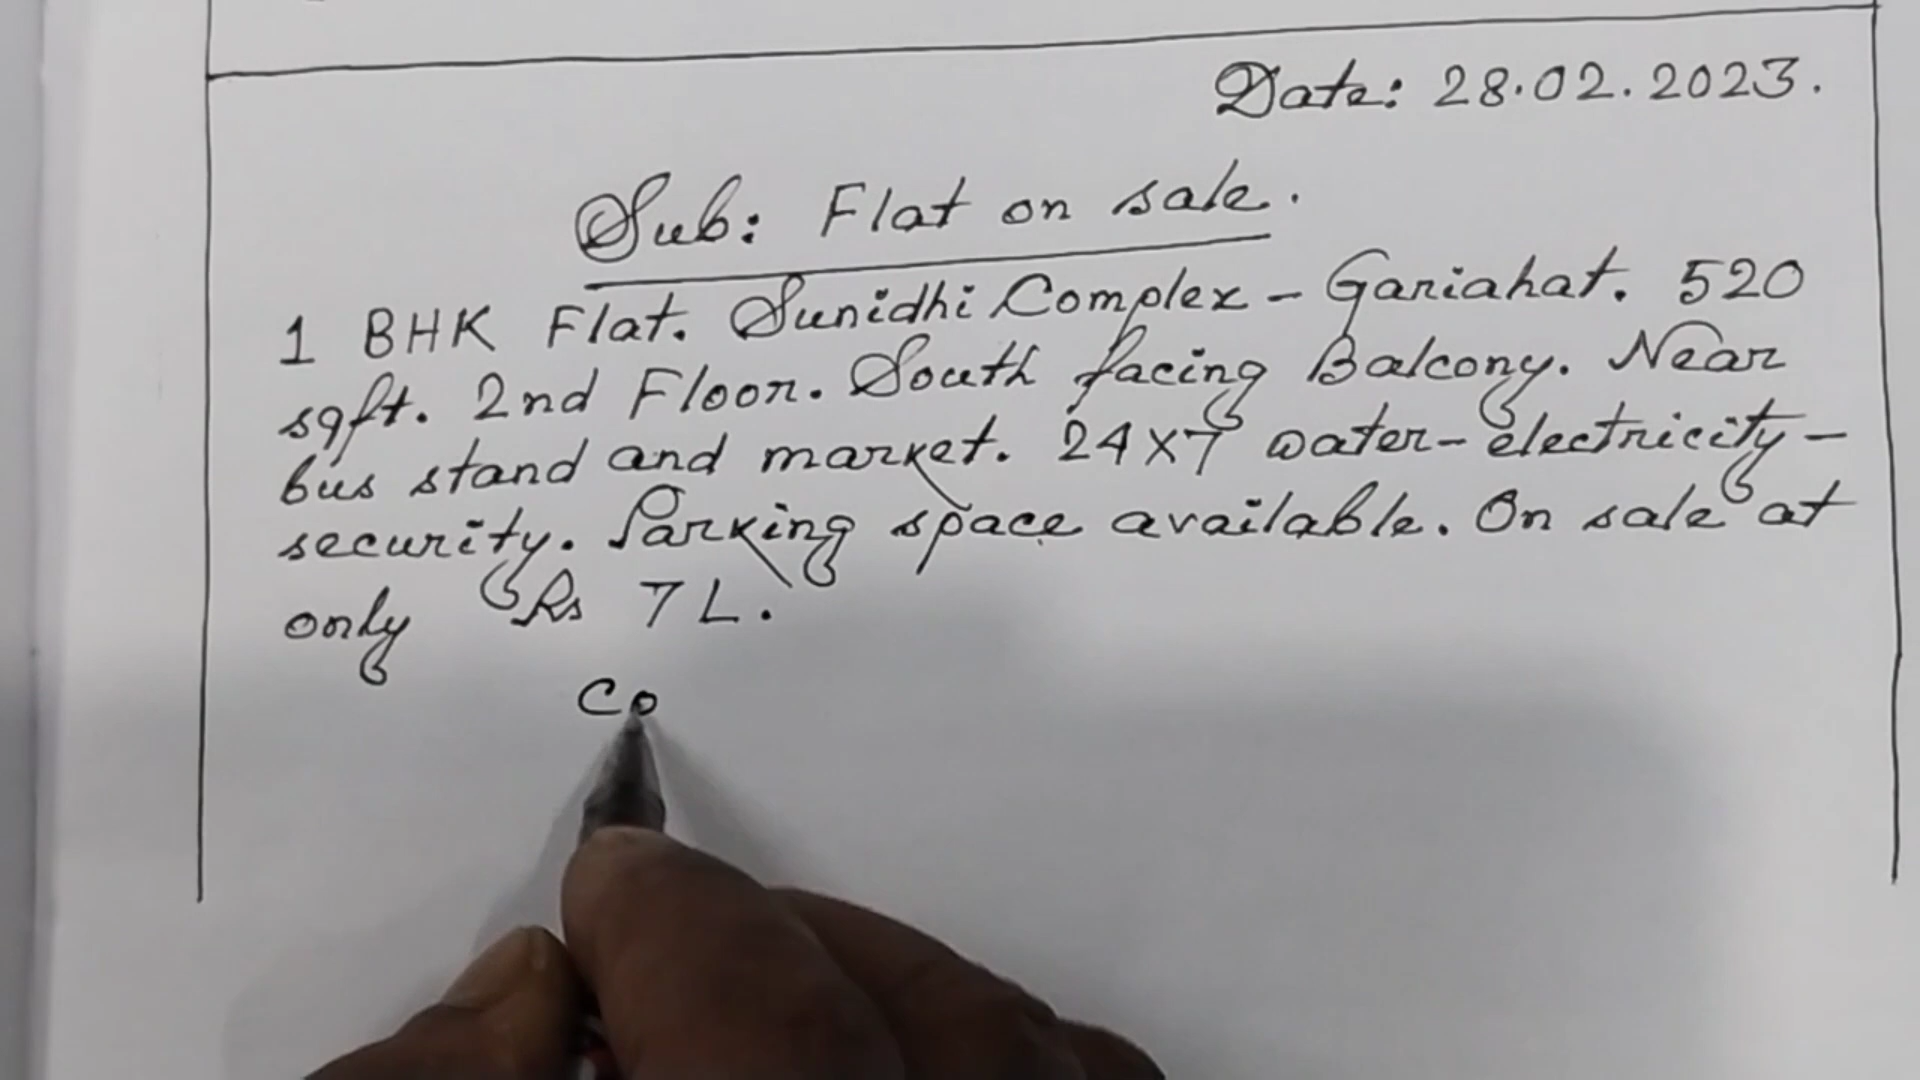 Date: 28.02.2023.
Sub: Flat on sale.
1 BHK Flat. Sunidhi Complex - Gariahat. 520
sqft. 2nd Floor. South facing Balcony. Near
bus stand and market. 24x7 water-electricity-
security. Parking space available. On sale at
only Rs 7L.
Co